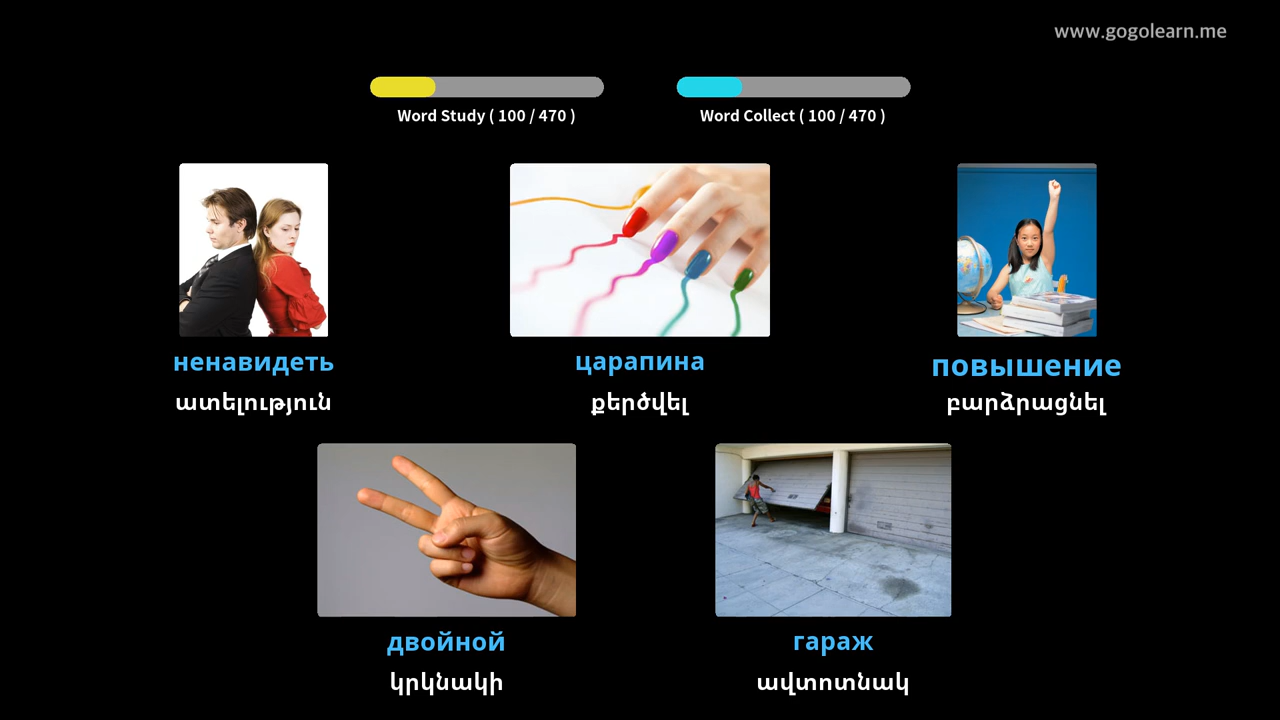 www.gogolearn.me
Word Study ( 100 / 470 )
Word Collect ( 100 / 470 )
ненавидеть
ատելություն
царапина
քերծվել
повышение
բարձրացնել
двойной
կրկնակի
гараж
ավտոտնակ